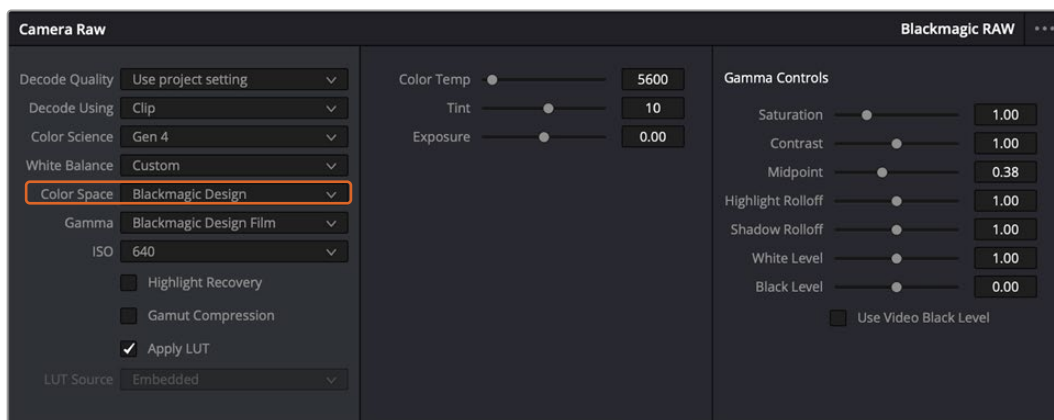 Camera Raw Blackmagic RAW
Decode Quality Use project setting
Decode Using Clip
Color Science Gen 4
White Balance Custom
Color Space Blackmagic Design
Gamma Blackmagic Design Film
ISO 640
Highlight Recovery
Gamut Compression
Apply LUT
LUT Source Embedded
Color Temp 5600
Tint 10
Exposure 0.00
Gamma Controls
Saturation 1.00
Contrast 1.00
Midpoint 0.38
Highlight Rolloff 1.00
Shadow Rolloff 1.00
White Level 1.00
Black Level 0.00
Use Video Black Level